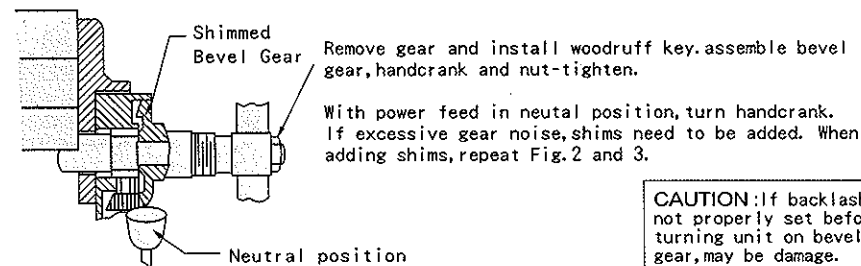 Shimmed
Bevel Gear
Remove gear and install woodruff key.assemble bevel
gear,handcrank and nut-tighten.
With power feed in neutal position,turn handcrank.
If excessive gear noise,shims need to be added. When
adding shims,repeat Fig.2 and 3.
CAUTION :If backlash
not properly set befo
turning unit on bevel
gear,may be damage.
Neutral position